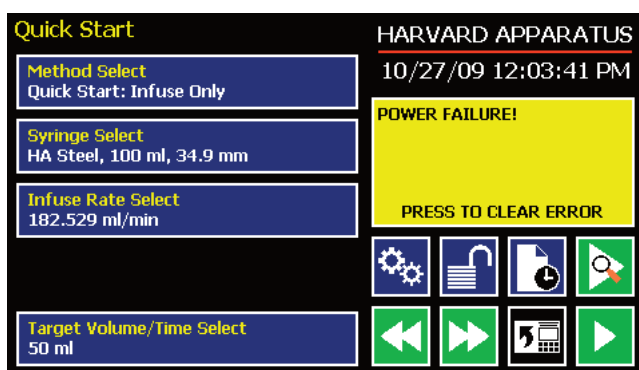 Quick Start
Method Select
Quick Start: Infuse Only
Syringe Select
HA Steel, 100 ml, 34.9 mm
Infuse Rate Select
182.529 ml/min
Target Volume/Time Select
50 ml
HARVARD APPARATUS
10/27/09 12:03:41 PM
POWER FAILURE!
PRESS TO CLEAR ERROR